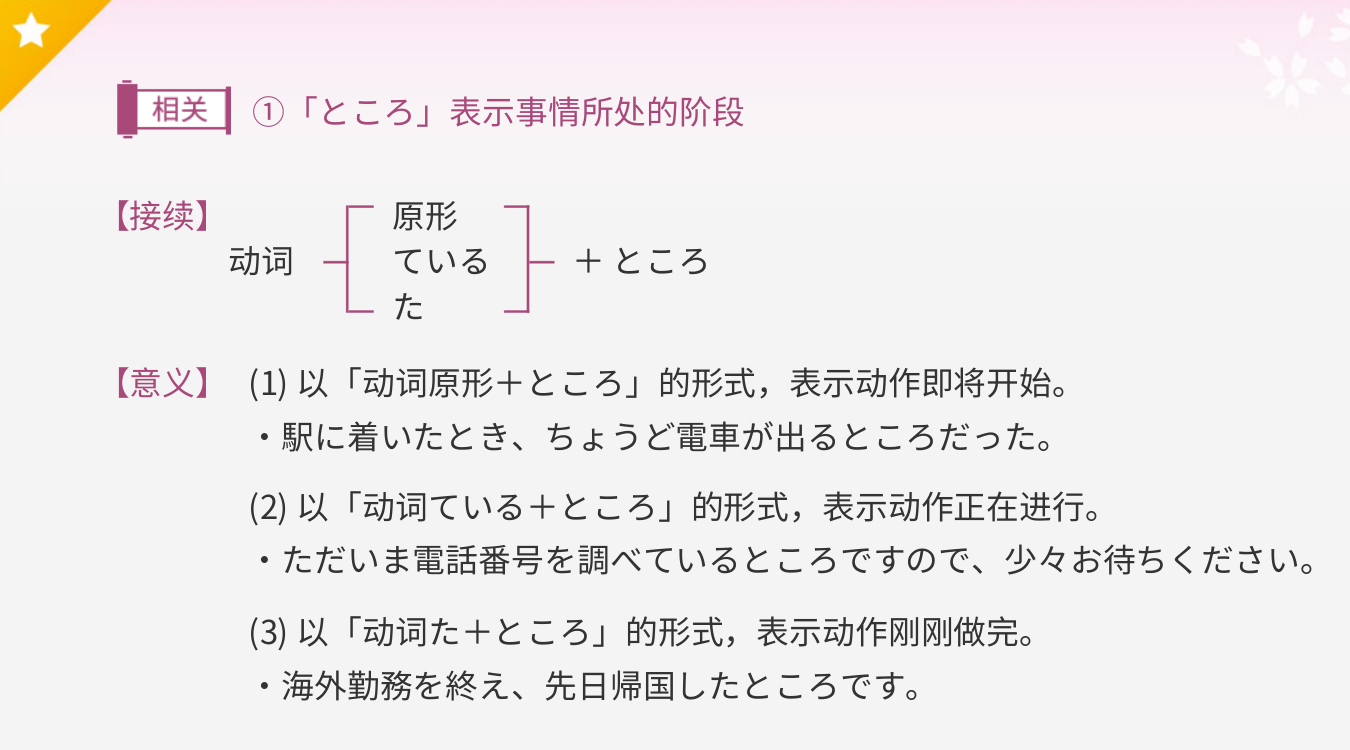 相关 ①「ところ」表示事情所处的阶段
【接续】 原形
动词 ている ＋ ところ
た
【意义】 (1) 以「动词原形＋ところ」的形式，表示动作即将开始。
・駅に着いたとき、ちょうど電車が出るところだった。
(2) 以「动词ている＋ところ」的形式，表示动作正在进行。
・ただいま電話番号を調べているところですので、少々お待ちください。
(3) 以「动词た＋ところ」的形式，表示动作刚刚做完。
・海外勤務を終え、先日帰国したところです。